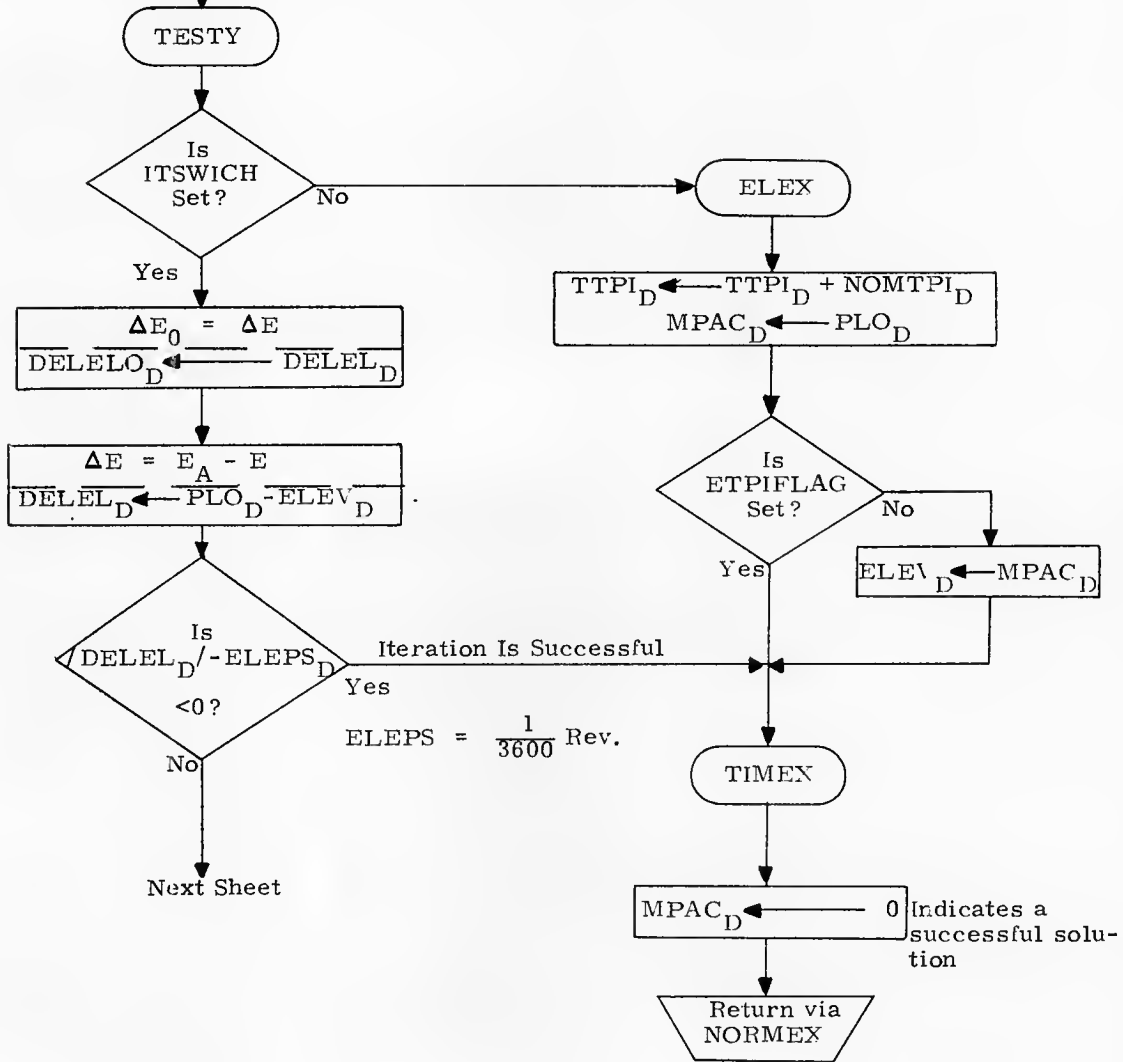 TESTY
Is
ITSWICH
Set?
No
Yes
ΔE₀ = ΔE
DELELO_D ← DELEL_D
ΔE = E_A - E
DELEL_D ← PLO_D-ELEV_D
Is
/DELEL_D/-ELEPS_D
<0?
Iteration Is Successful
Yes
ELEPS = 1/3600 Rev.
No
Next Sheet
ELEX
TTPI_D ← TTPI_D + NOMTPI_D
MPAC_D ← PLO_D
Is
ETPIFLAG
Set?
No
Yes
ELEV_D ← MPAC_D
TIMEX
MPAC_D ← 0
Indicates a
successful solu-
tion
Return via
NORMEX